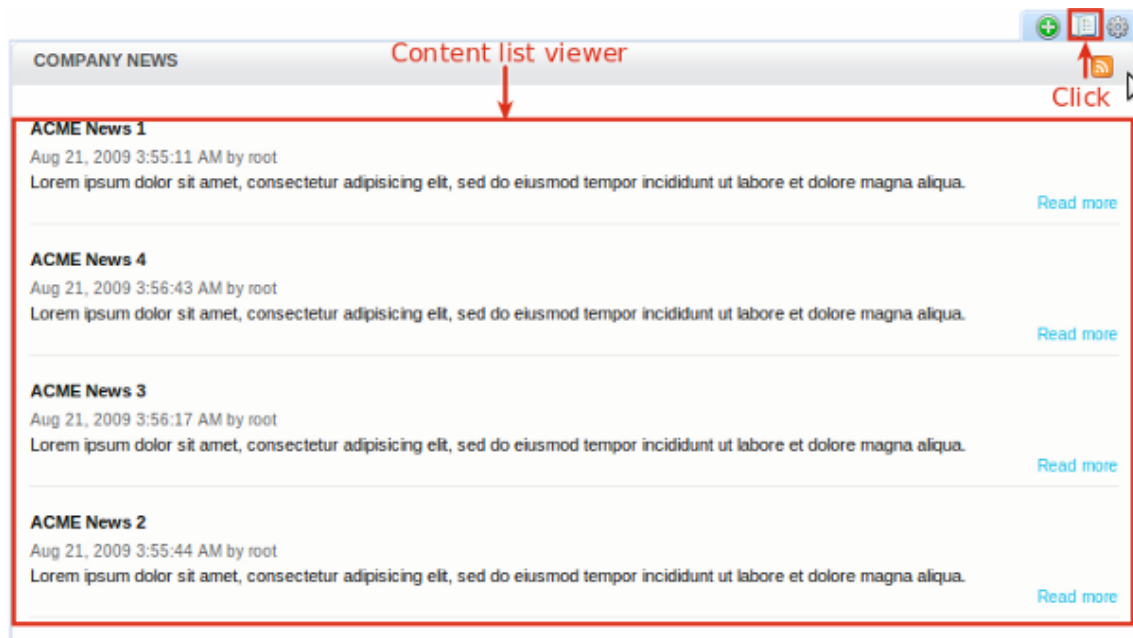 Content list viewer
COMPANY NEWS
Click
ACME News 1
Aug 21, 2009 3:55:11 AM by root
Lorem ipsum dolor sit amet, consectetur adipisicing elit, sed do eiusmod tempor incididunt ut labore et dolore magna aliqua.
Read more
ACME News 4
Aug 21, 2009 3:56:43 AM by root
Lorem ipsum dolor sit amet, consectetur adipisicing elit, sed do eiusmod tempor incididunt ut labore et dolore magna aliqua.
Read more
ACME News 3
Aug 21, 2009 3:56:17 AM by root
Lorem ipsum dolor sit amet, consectetur adipisicing elit, sed do eiusmod tempor incididunt ut labore et dolore magna aliqua.
Read more
ACME News 2
Aug 21, 2009 3:55:44 AM by root
Lorem ipsum dolor sit amet, consectetur adipisicing elit, sed do eiusmod tempor incididunt ut labore et dolore magna aliqua.
Read more